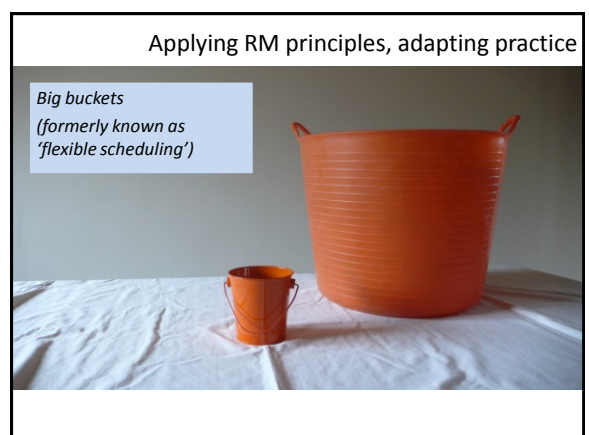 Applying RM principles, adapting practice
Big buckets
(formerly known as
‘flexible scheduling’)